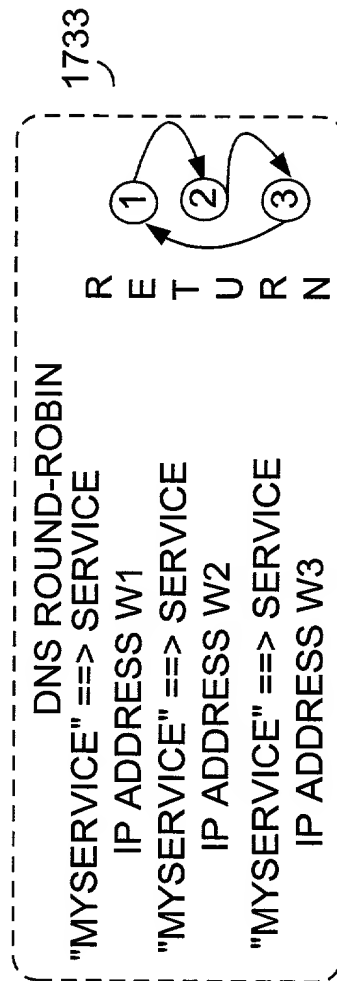 1733
DNS ROUND-ROBIN
"MYSERVICE" ==> SERVICE
IP ADDRESS W1
"MYSERVICE" ==> SERVICE
IP ADDRESS W2
"MYSERVICE" ==> SERVICE
IP ADDRESS W3
R
E
T
U
R
N
1
2
3